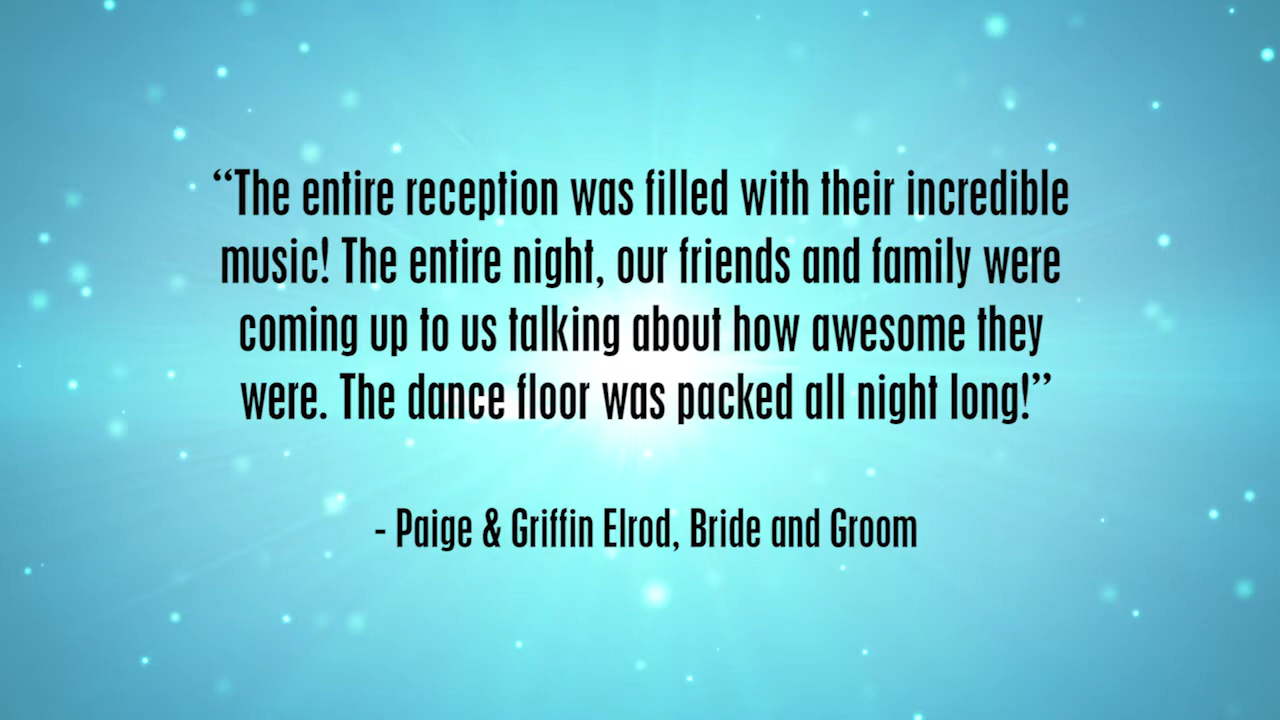 “The entire reception was filled with their incredible
music! The entire night, our friends and family were
coming up to us talking about how awesome they
were. The dance floor was packed all night long!”
- Paige & Griffin Elrod, Bride and Groom